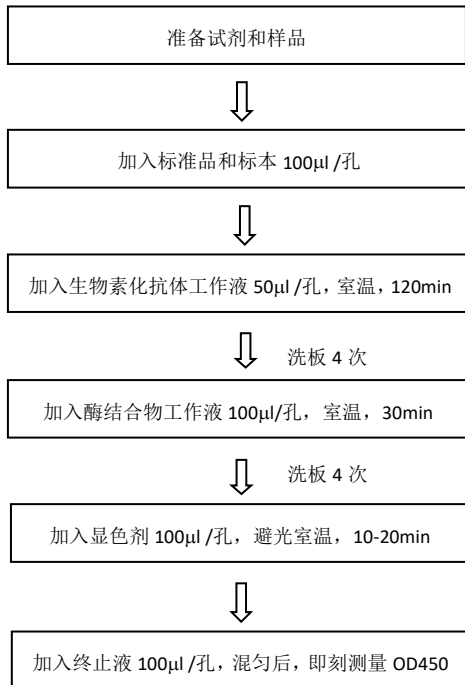 准备试剂和样品
加入标准品和标本 100μl /孔
加入生物素化抗体工作液 50μl /孔，室温，120min
洗板 4 次
加入酶结合物工作液 100μl/孔， 室温，30min
洗板 4 次
加入显色剂 100μl /孔，避光室温，10-20min
加入终止液 100μl /孔，混匀后，即刻测量 OD450